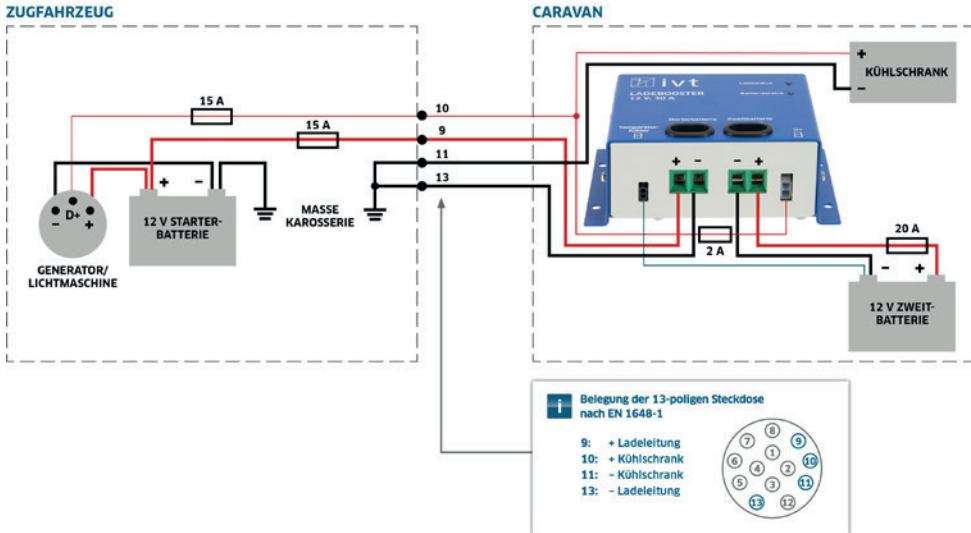 ZUGFAHRZEUG
CARAVAN
15 A
15 A
10
9
11
13
+
−
KÜHLSCHRANK
ivt
LADEBOOSTER
12 V, 30 A
+
−
−
+
D+
−
+
+
−
12 V STARTER-
BATTERIE
MASSE
KAROSSERIE
GENERATOR/
LICHTMASCHINE
2 A
20 A
−
+
12 V ZWEIT-
BATTERIE
i
Belegung der 13-poligen Steckdose
nach EN 1648-1
9: + Ladeleitung
10: + Kühlschrank
11: − Kühlschrank
13: − Ladeleitung
8
7
9
1
6
10
4
2
5
3
11
13
12